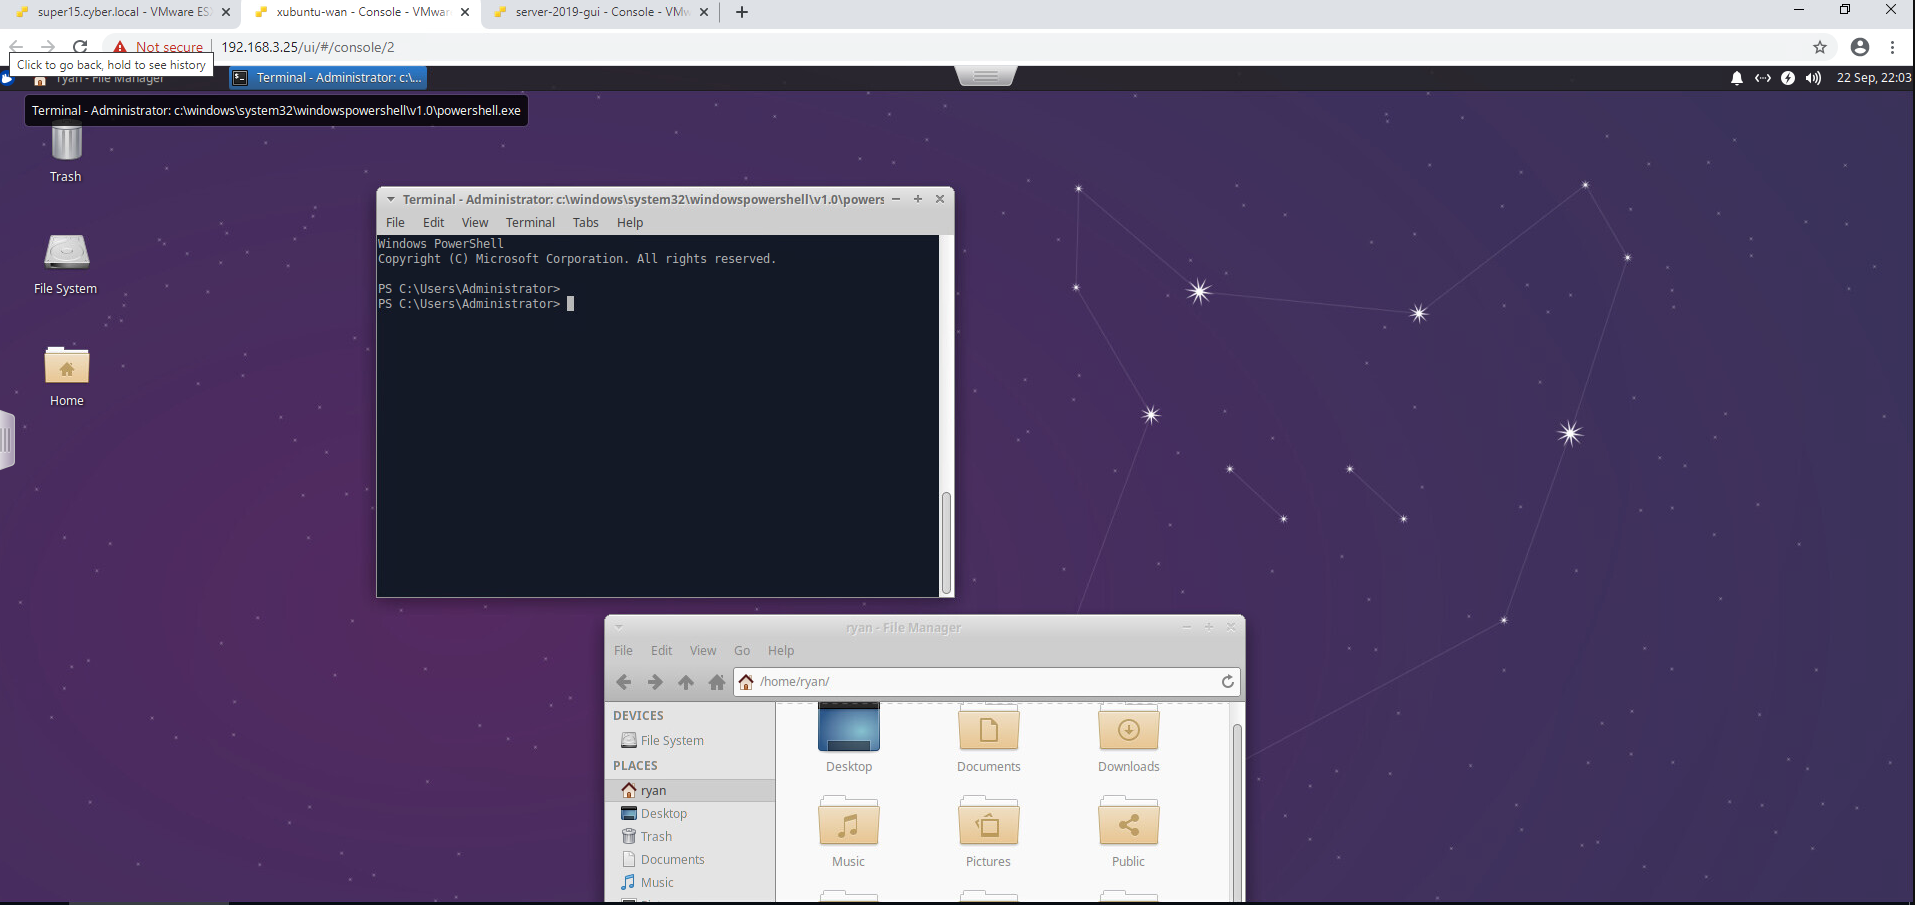 super15.cyber.local - VMware ES
xubuntu-wan - Console - VMwar
server-2019-gui - Console - VMw
Not secure
192.168.3.25/ui/#/console/2
Click to go back, hold to see history
ryan - File Manager
Terminal - Administrator: c:\...
22 Sep, 22:03
Terminal - Administrator: c:\windows\system32\windowspowershell\v1.0\powershell.exe
Trash
File System
Home
Terminal - Administrator: c:\windows\system32\windowspowershell\v1.0\powers
File Edit View Terminal Tabs Help
Windows PowerShell
Copyright (C) Microsoft Corporation. All rights reserved.
PS C:\Users\Administrator>
PS C:\Users\Administrator>
ryan - File Manager
File Edit View Go Help
/home/ryan/
DEVICES
File System
PLACES
ryan
Desktop
Trash
Documents
Music
Desktop Documents Downloads
Music Pictures Public